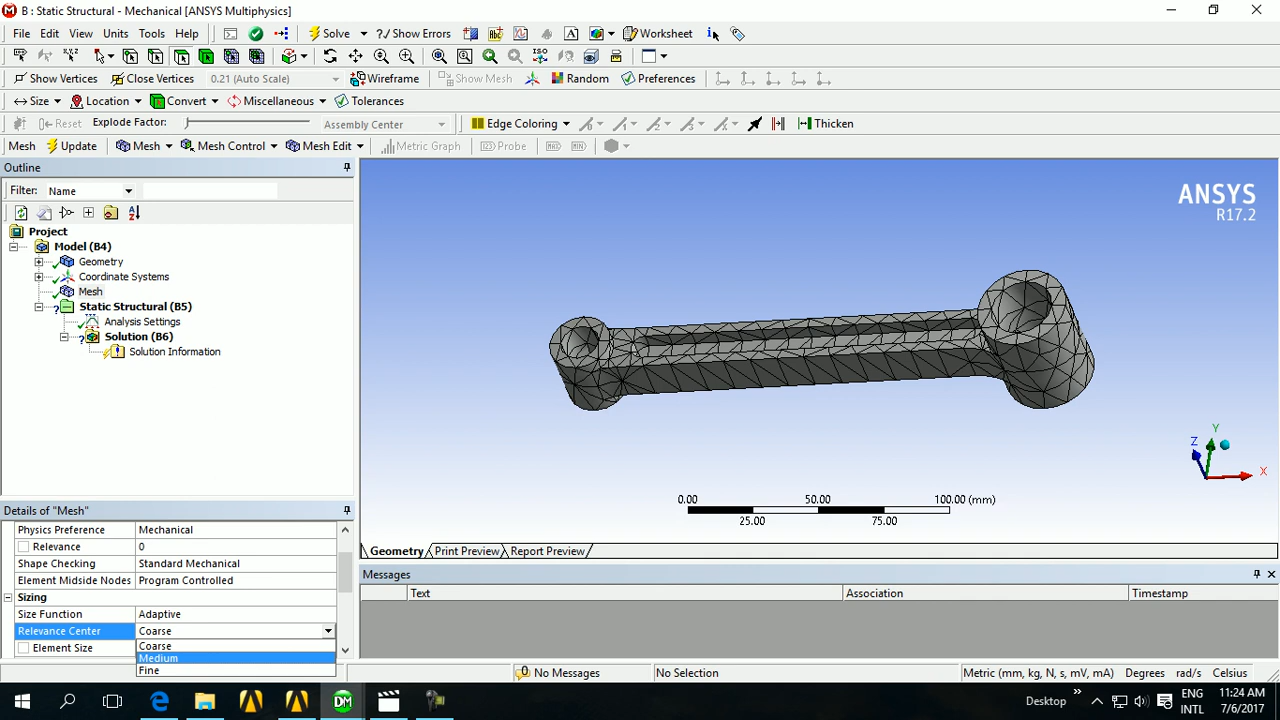 B : Static Structural - Mechanical [ANSYS Multiphysics]
File Edit View Units Tools Help Solve ?/ Show Errors Worksheet
Show Vertices Close Vertices 0.21 (Auto Scale) Wireframe Show Mesh Random Preferences
Size Location Convert Miscellaneous Tolerances
Reset Explode Factor: Assembly Center Edge Coloring Thicken
Mesh Update Mesh Mesh Control Mesh Edit Metric Graph Probe
Outline
Filter: Name
Project
Model (B4)
Geometry
Coordinate Systems
Mesh
Static Structural (B5)
Analysis Settings
Solution (B6)
Solution Information
ANSYS
R17.2
Y
Z
X
0.00 50.00 100.00 (mm)
25.00 75.00
Geometry Print Preview Report Preview
Details of "Mesh"
Physics Preference Mechanical
Relevance 0
Shape Checking Standard Mechanical
Element Midside Nodes Program Controlled
Sizing
Size Function Adaptive
Relevance Center Coarse
Element Size
Coarse
Medium
Fine
Messages
Text Association Timestamp
No Messages No Selection Metric (mm, kg, N, s, mV, mA) Degrees rad/s Celsius
DM Desktop ENG INTL 11:24 AM 7/6/2017